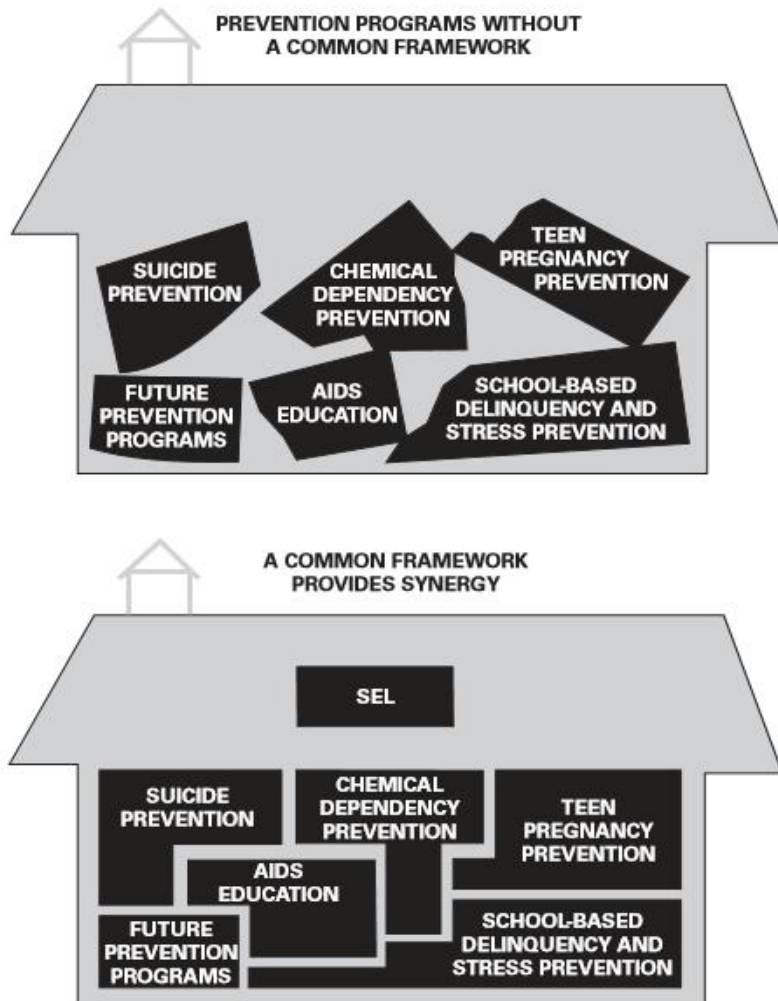 PREVENTION PROGRAMS WITHOUT
A COMMON FRAMEWORK
SUICIDE
PREVENTION
CHEMICAL
DEPENDENCY
PREVENTION
TEEN
PREGNANCY
PREVENTION
FUTURE
PREVENTION
PROGRAMS
AIDS
EDUCATION
SCHOOL-BASED
DELINQUENCY AND
STRESS PREVENTION
A COMMON FRAMEWORK
PROVIDES SYNERGY
SEL
SUICIDE
PREVENTION
CHEMICAL
DEPENDENCY
PREVENTION
TEEN
PREGNANCY
PREVENTION
AIDS
EDUCATION
FUTURE
PREVENTION
PROGRAMS
SCHOOL-BASED
DELINQUENCY AND
STRESS PREVENTION